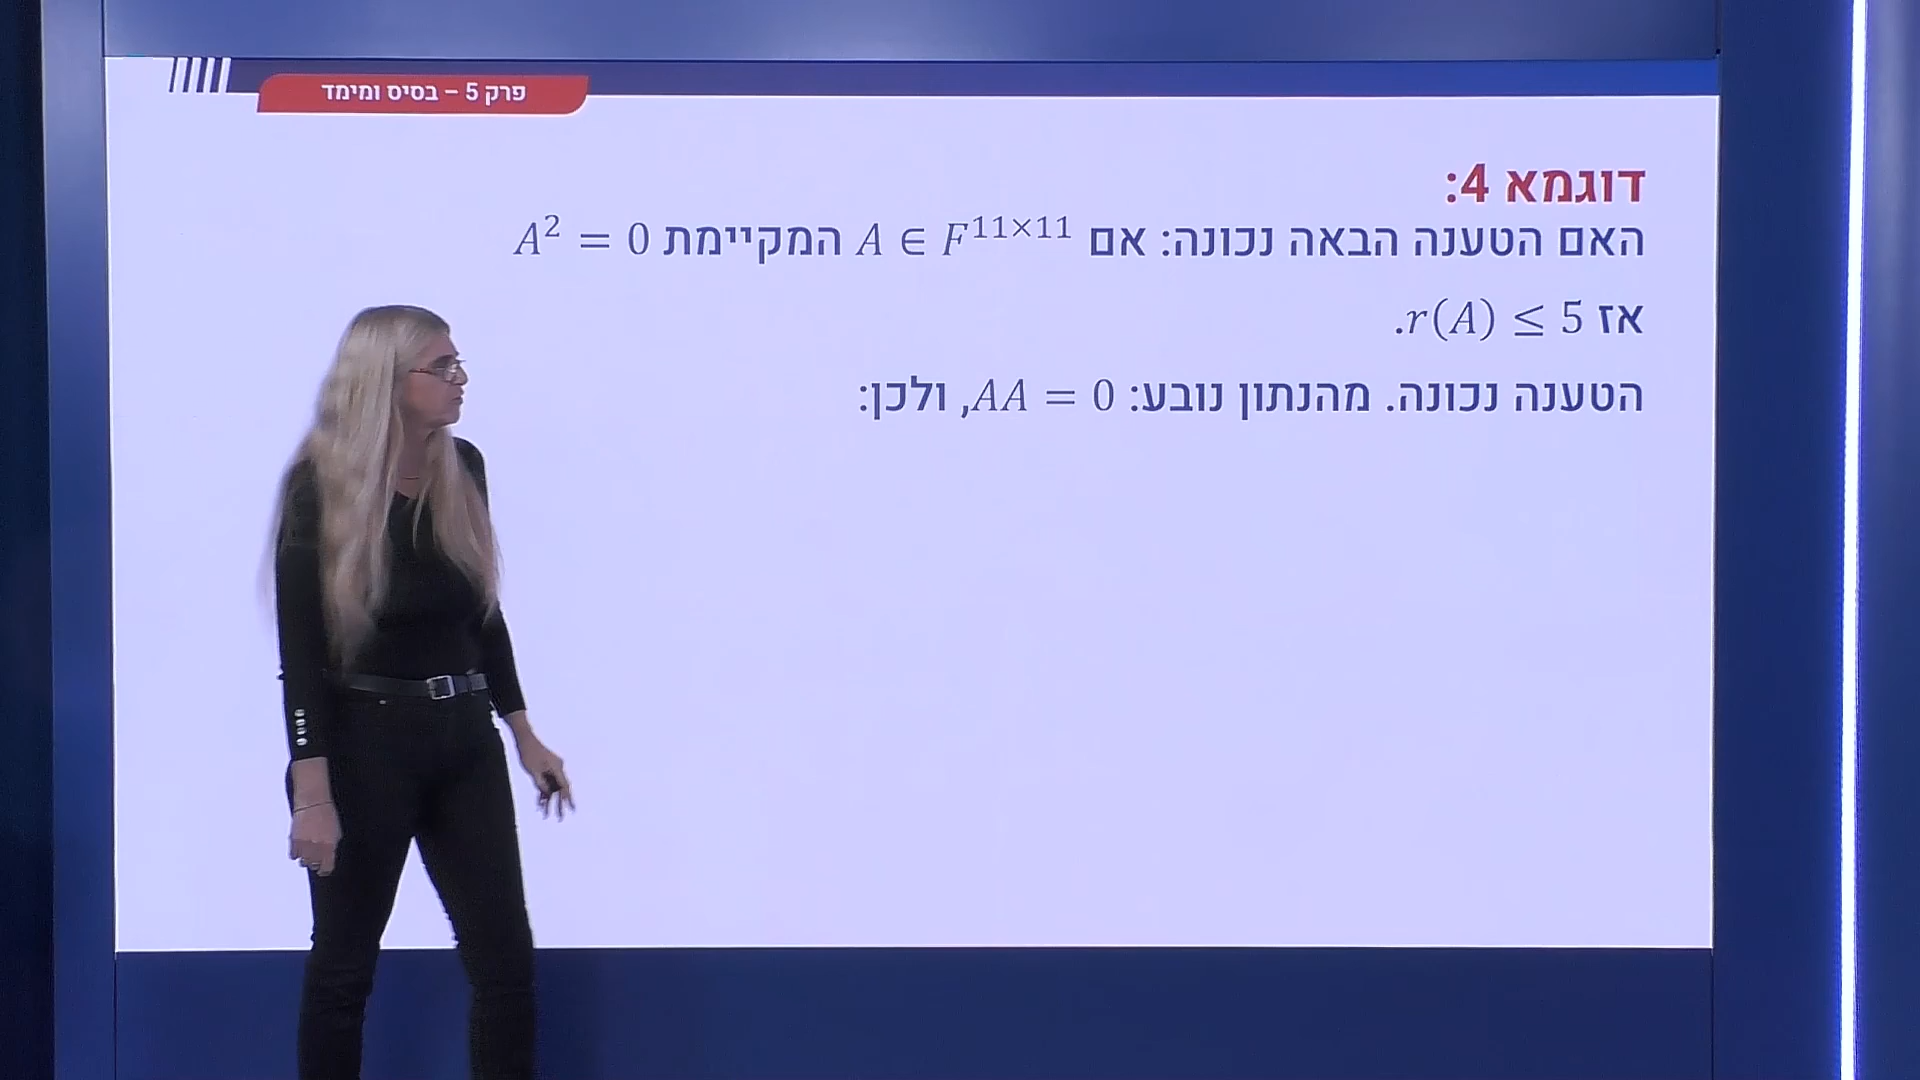 פרק 5 – בסיס ומימד
דוגמא 4:
האם הטענה הבאה נכונה: אם A ∈ F^{11×11} המקיימת A² = 0
אז r(A) ≤ 5.
הטענה נכונה. מהנתון נובע: AA = 0, ולכן: